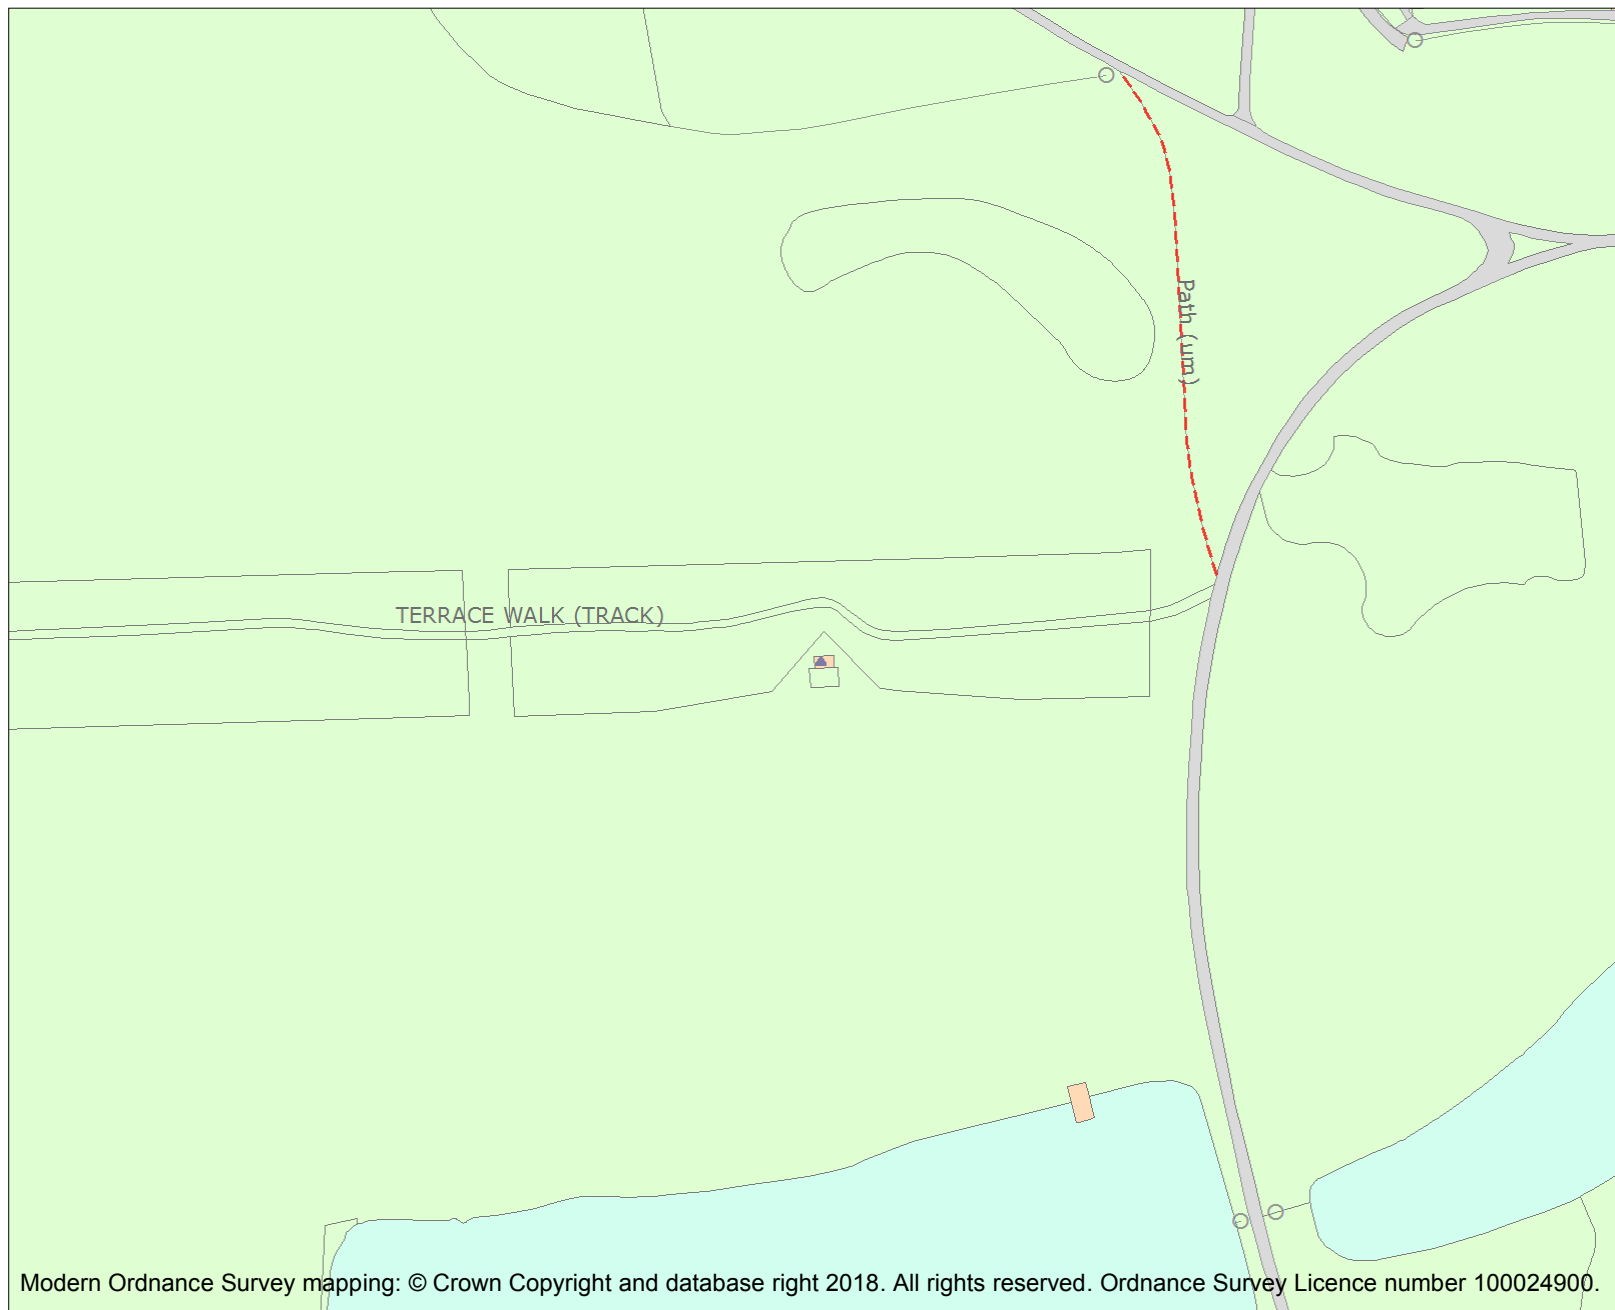 Path (um)
TERRACE WALK (TRACK)
Modern Ordnance Survey mapping: © Crown Copyright and database right 2018. All rights reserved. Ordnance Survey Licence number 100024900.